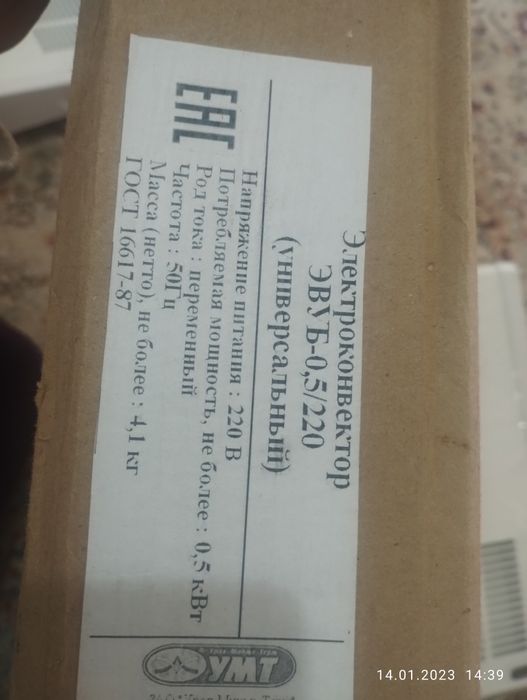 Электроконвектор
ЭВУБ-0,5/220
(универсальный)
Напряжение питания : 220 В
Потребляемая мощность, не более : 0,5 кВт
Род тока : переменный
Частота : 50Гц
Масса (нетто), не более : 4,1 кг
ГОСТ 16617-87
ЕАС
УМТ
14.01.2023 14:39